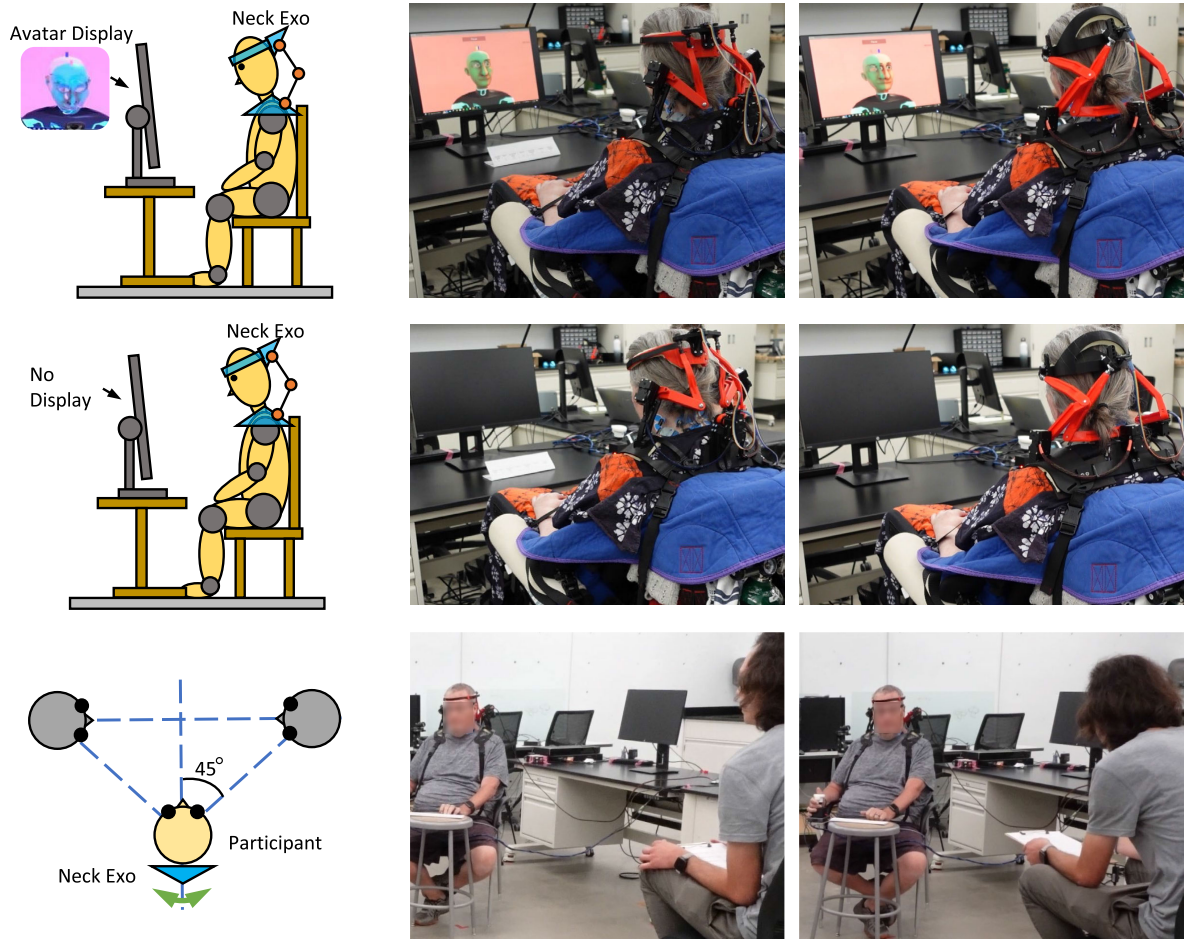 Neck Exo
Avatar Display
Neck Exo
No
Display
45°
Participant
Neck Exo